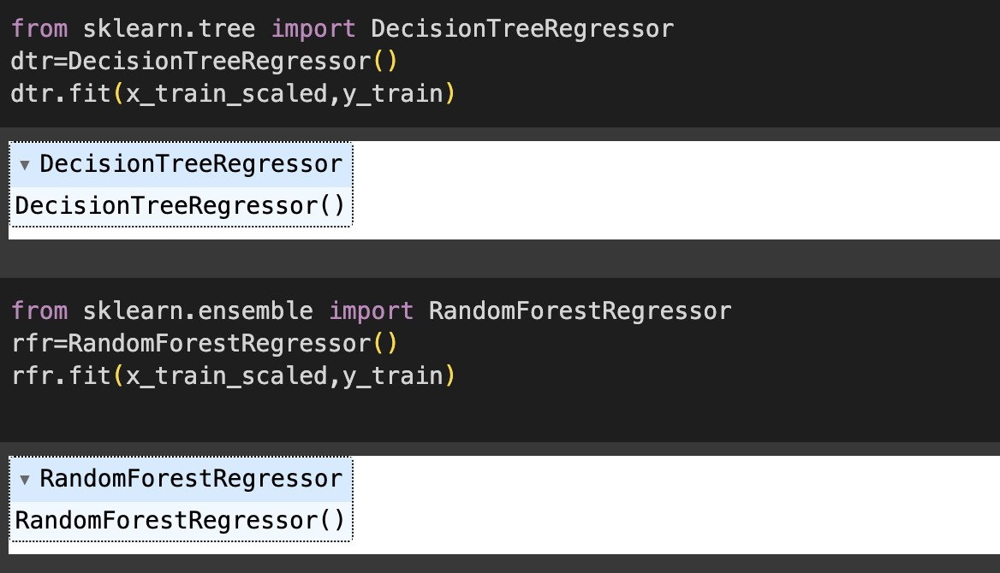 from sklearn.tree import DecisionTreeRegressor
dtr=DecisionTreeRegressor()
dtr.fit(x_train_scaled,y_train)
▾ DecisionTreeRegressor
DecisionTreeRegressor()
from sklearn.ensemble import RandomForestRegressor
rfr=RandomForestRegressor()
rfr.fit(x_train_scaled,y_train)
▾ RandomForestRegressor
RandomForestRegressor()